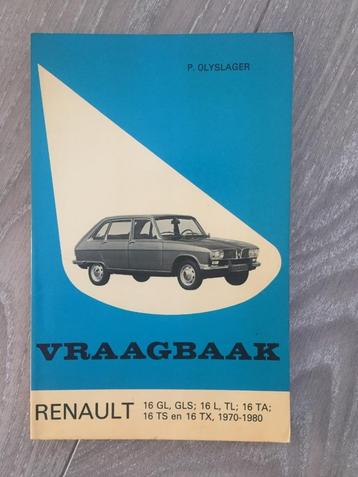 P. OLYSLAGER
VRAAGBAAK
RENAULT 16 GL, GLS; 16 L, TL; 16 TA;
16 TS en 16 TX, 1970-1980